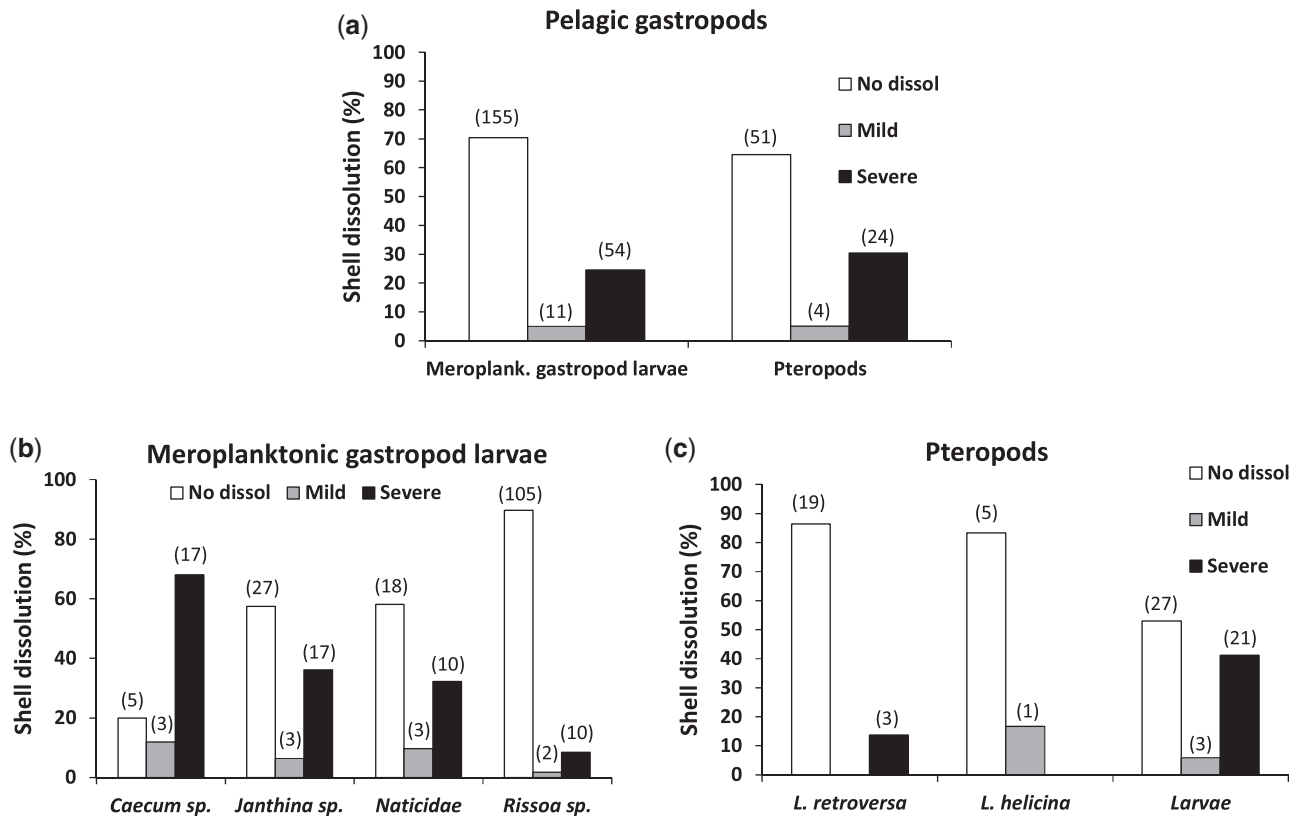 (a)
Pelagic gastropods
Shell dissolution (%)
100
90
80
70
60
50
40
30
20
10
0
(155)
(11)
(54)
(51)
(4)
(24)
No dissol
Mild
Severe
Meroplank. gastropod larvae
Pteropods
(b)
Meroplanktonic gastropod larvae
No dissol Mild Severe
Shell dissolution (%)
100
80
60
40
20
0
(5)
(3)
(17)
(27)
(3)
(17)
(18)
(3)
(10)
(105)
(2)
(10)
Caecum sp.
Janthina sp.
Naticidae
Rissoa sp.
(c)
Pteropods
No dissol
Mild
Severe
Shell dissolution (%)
100
90
80
70
60
50
40
30
20
10
0
(19)
(3)
(5)
(1)
(27)
(3)
(21)
L. retroversa
L. helicina
Larvae